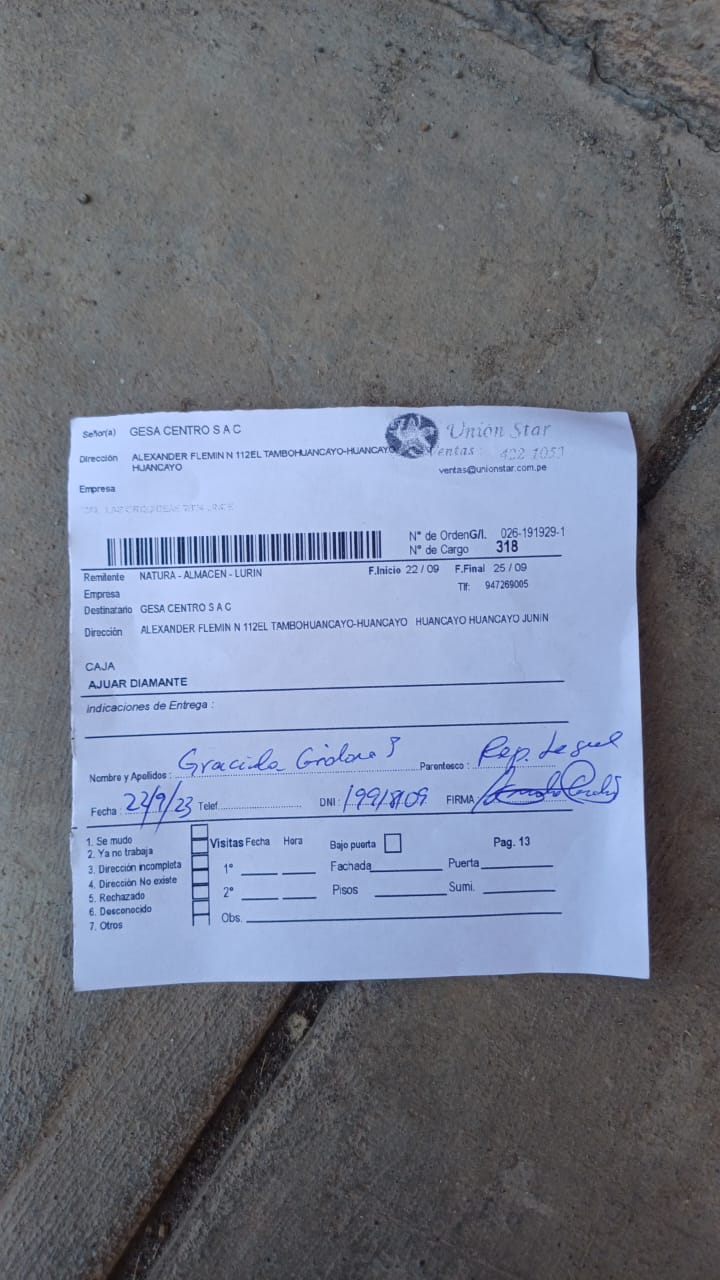 Señor(a) GESA CENTRO S A C
Union Star
Dirección ALEXANDER FLEMIN N 112EL TAMBOHUANCAYO-HUANCAYO
HUANCAYO
Ventas : 422-1053
ventas@unionstar.com.pe
Empresa
N° de OrdenG/I. 026-191929-1
N° de Cargo 318
Remitente NATURA - ALMACEN - LURIN F.Inicio 22 / 09 F.Final 25 / 09
Empresa Tlf: 947269005
Destinatario GESA CENTRO S A C
Dirección ALEXANDER FLEMIN N 112EL TAMBOHUANCAYO-HUANCAYO HUANCAYO HUANCAYO JUNIN
CAJA
AJUAR DIAMANTE
Indicaciones de Entrega :
Nombre y Apellidos : Graciela Parentesco : Rep. Legal
Fecha : 22/9/23 Telef. DNI : FIRMA
1. Se mudo
2. Ya no trabaja
3. Dirección incompleta
4. Dirección No existe
5. Rechazado
6. Desconocido
7. Otros
Visitas Fecha Hora Bajo puerta Pag. 13
1° Fachada Puerta
2° Pisos Sumi.
Obs.